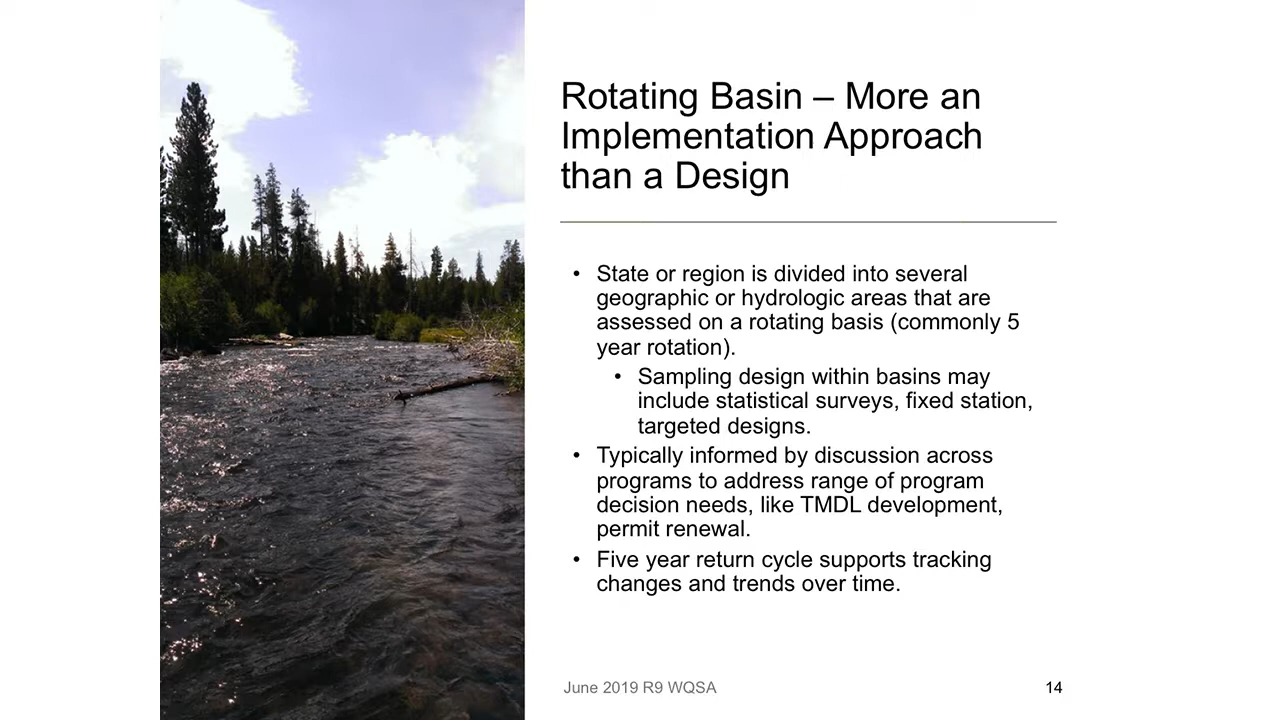 Rotating Basin – More an
Implementation Approach
than a Design
• State or region is divided into several
geographic or hydrologic areas that are
assessed on a rotating basis (commonly 5
year rotation).
• Sampling design within basins may
include statistical surveys, fixed station,
targeted designs.
• Typically informed by discussion across
programs to address range of program
decision needs, like TMDL development,
permit renewal.
• Five year return cycle supports tracking
changes and trends over time.
June 2019 R9 WQSA
14